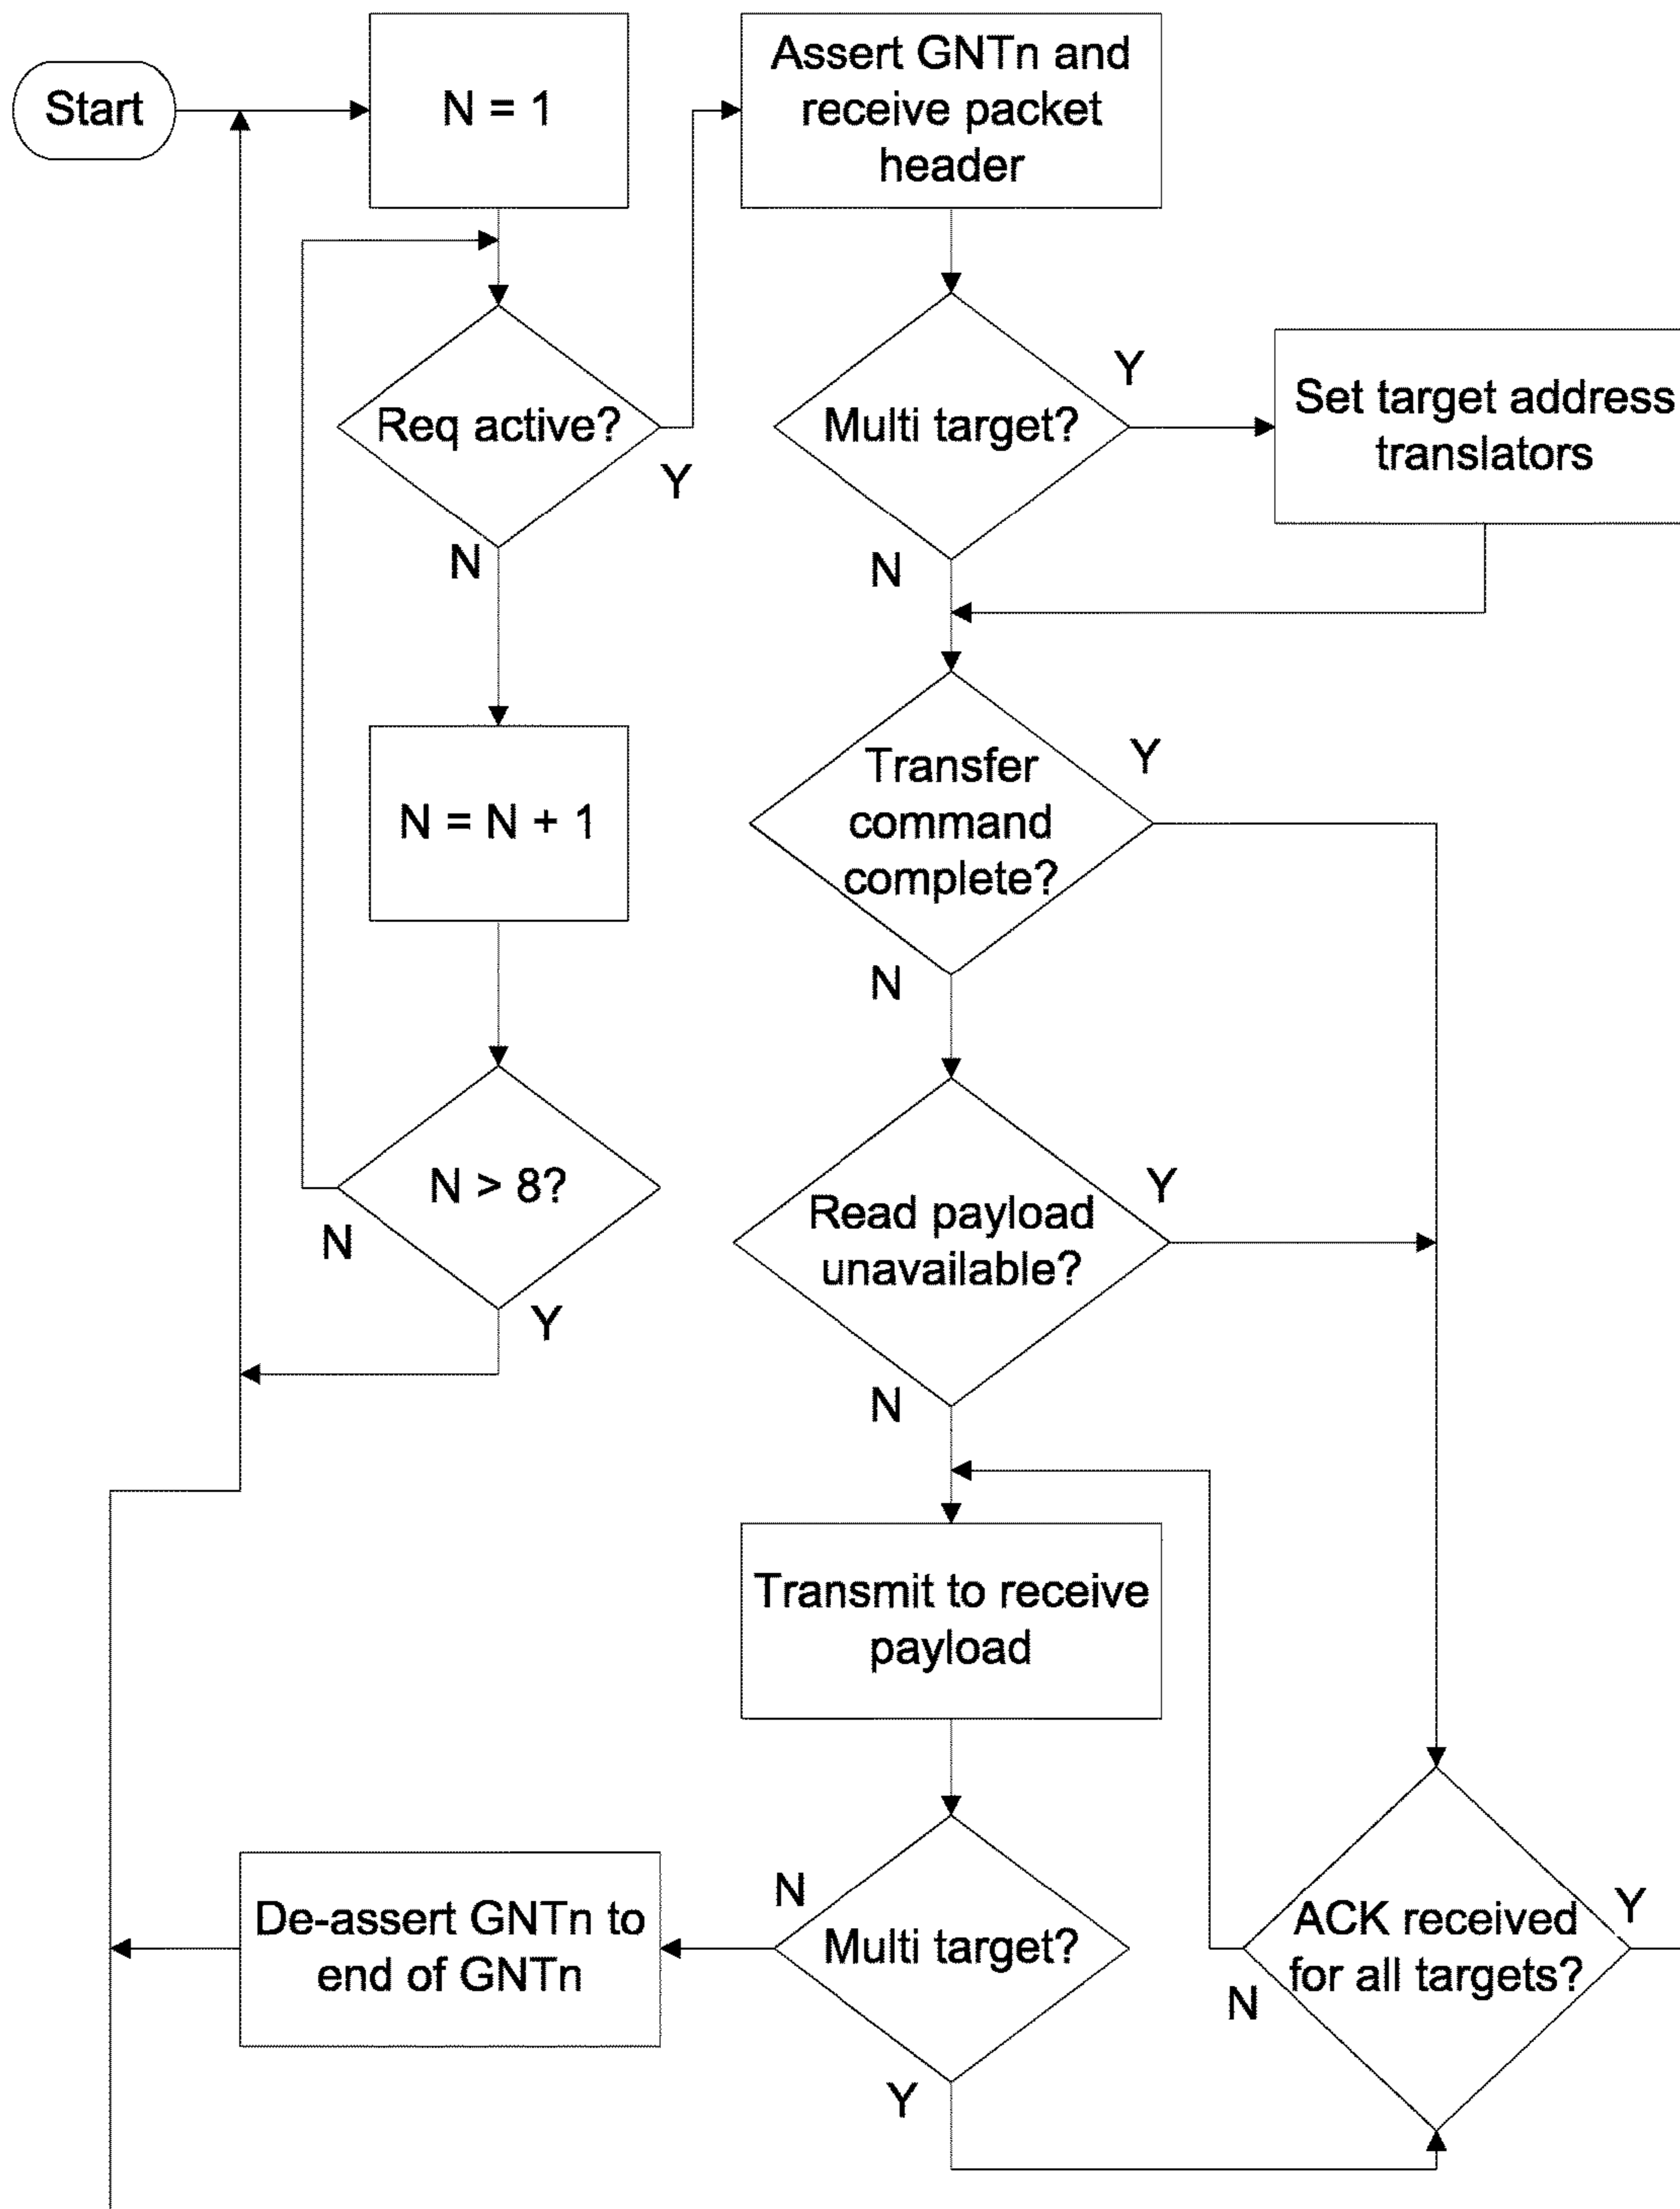 Start
N = 1
Assert GNTn and
receive packet
header
Req active?
Y
N
Multi target?
Y
N
Set target address
translators
N = N + 1
Transfer
command
complete?
Y
N
N > 8?
N
Y
Read payload
unavailable?
Y
N
Transmit to receive
payload
De-assert GNTn to
end of GNTn
N
Multi target?
Y
ACK received
for all targets?
Y
N